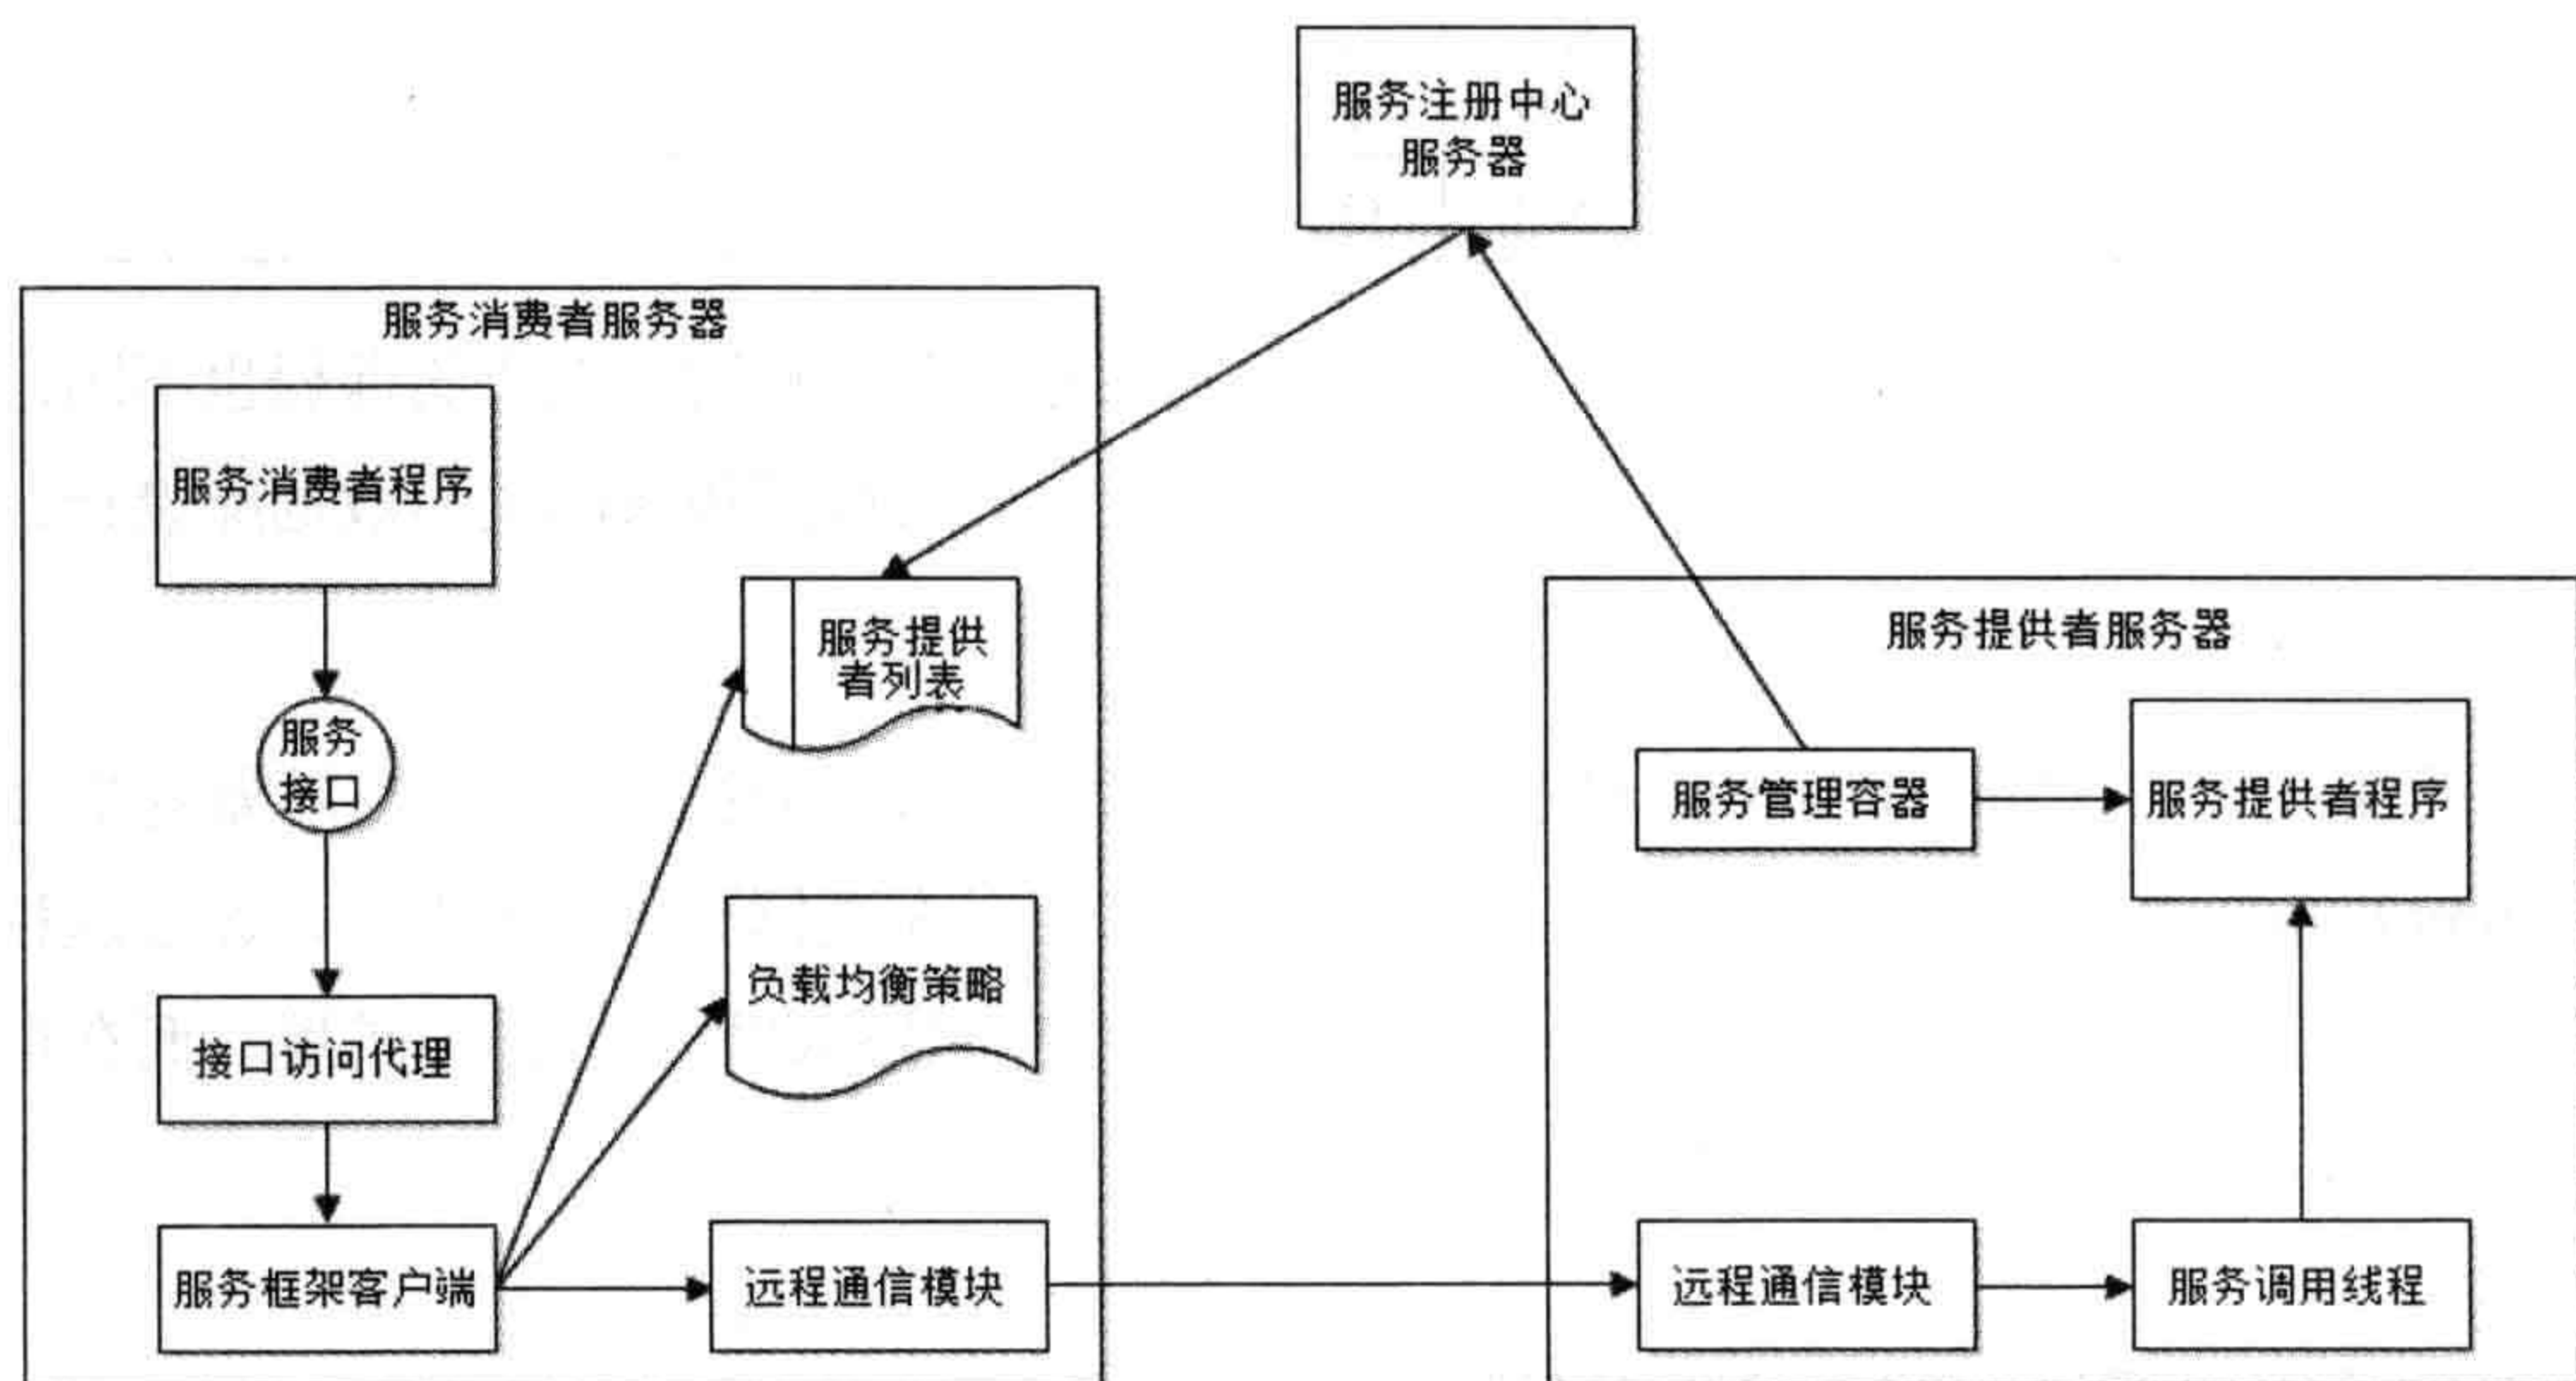 服务注册中心
服务器
服务消费者服务器
服务消费者程序
服务提供
者列表
服务提供者服务器
服务
接口
服务管理容器
服务提供者程序
负载均衡策略
接口访问代理
服务框架客户端
远程通信模块
远程通信模块
服务调用线程